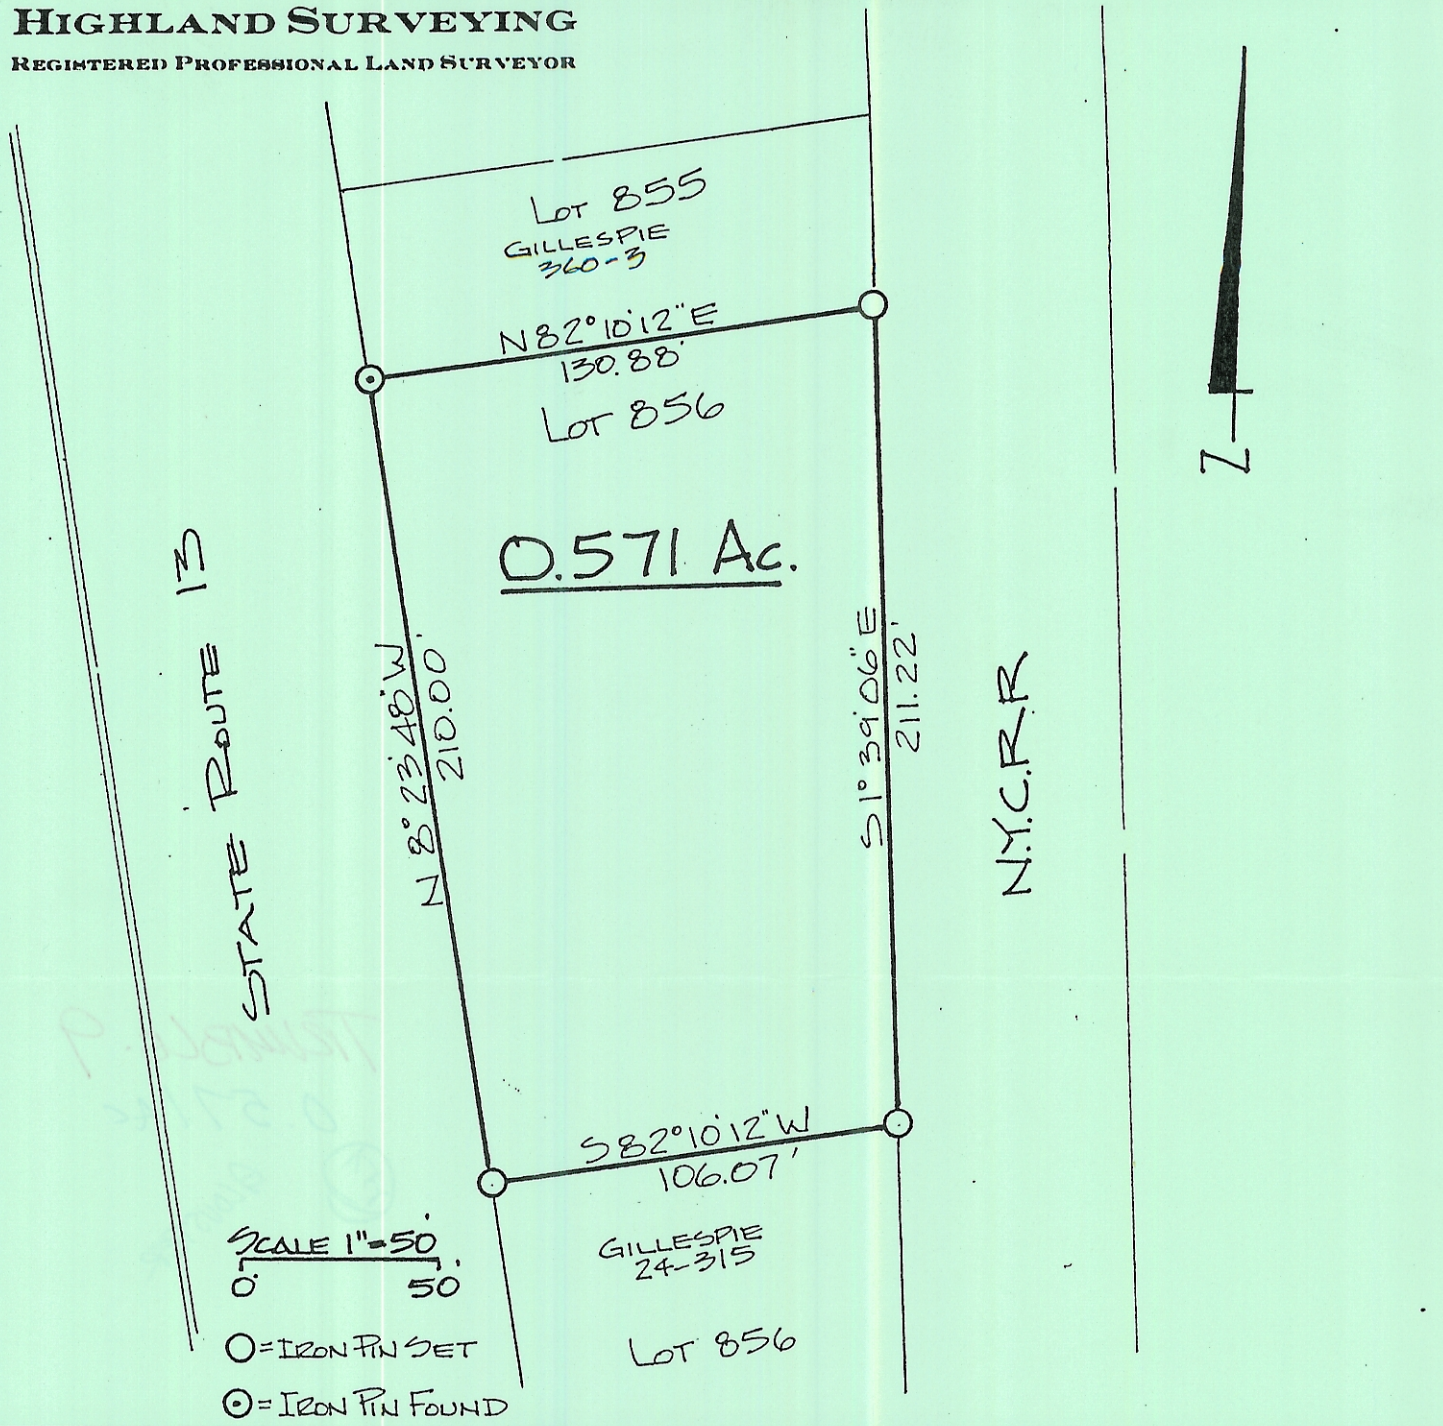 HIGHLAND SURVEYING
REGISTERED PROFESSIONAL LAND SURVEYOR
LOT 855
GILLESPIE
360-3
N82°10'12"E
130.88'
LOT 856
0.571 AC.
N 8°23'48"W
210.00'
S1°39'06"E
211.22'
STATE ROUTE 13
N.Y.C.R.R
N
S82°10'12"W
106.07'
GILLESPIE
24-315
LOT 856
SCALE 1"=50'
0' 50'
=IRON PIN SET
=IRON PIN FOUND